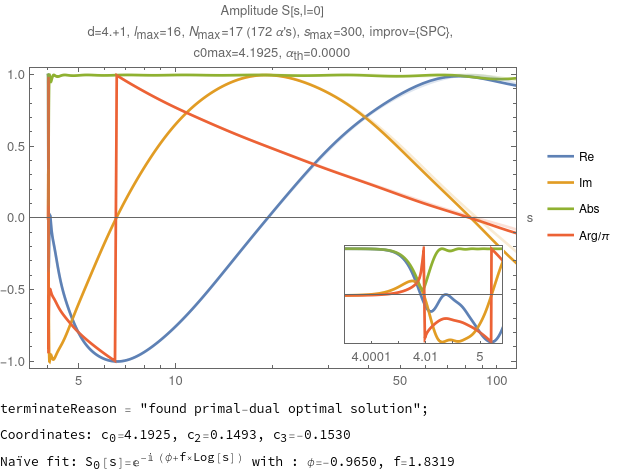 Amplitude S[s,l=0]
d=4.+1, lmax=16, Nmax=17 (172 α's), smax=300, improv={SPC},
c0max=4.1925, αth=0.0000
1.0
0.5
0.0
-0.5
-1.0
5
10
50
100
s
Re
Im
Abs
Arg/π
4.0001
4.01
5
terminateReason = "found primal-dual optimal solution";
Coordinates: c0=4.1925, c2=0.1493, c3=-0.1530
Naïve fit: S0[s]=e^-i (ϕ+f×Log[s]) with : ϕ=-0.9650, f=1.8319